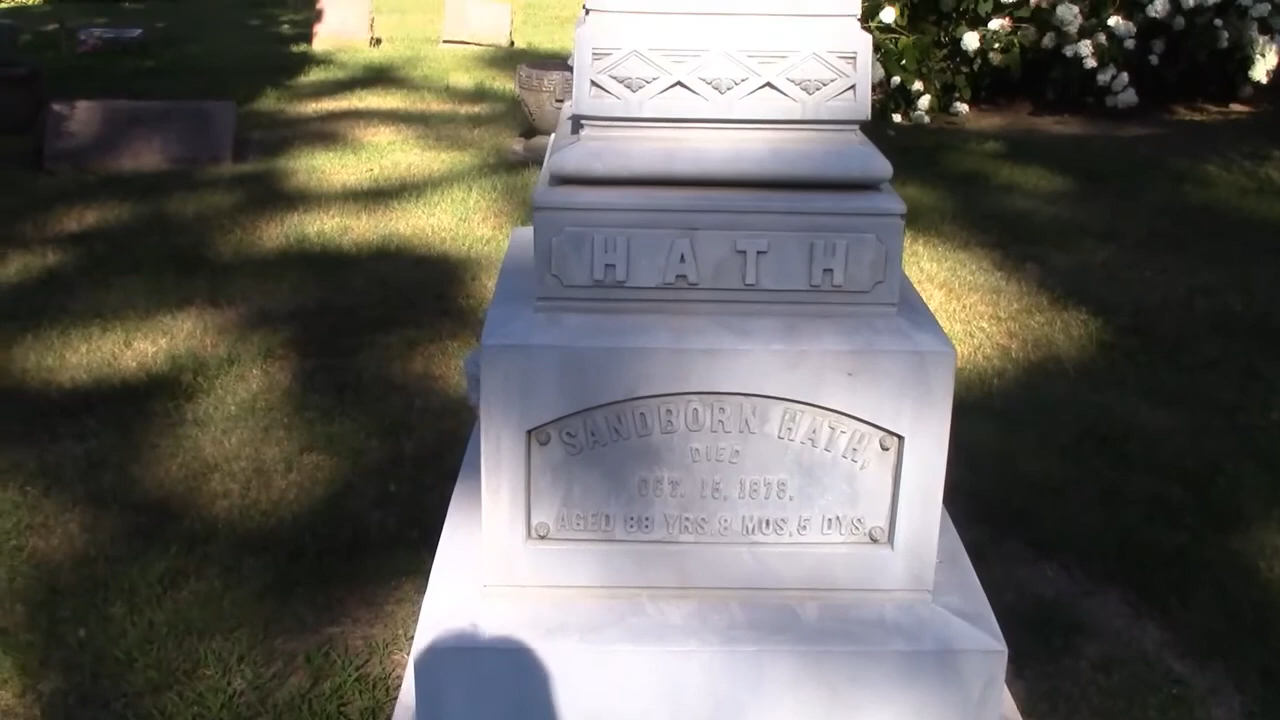 HATH
SANDBORN HATH,
DIED
OCT. 15, 1878.
AGED 88 YRS. 8 MOS. 5 DYS.